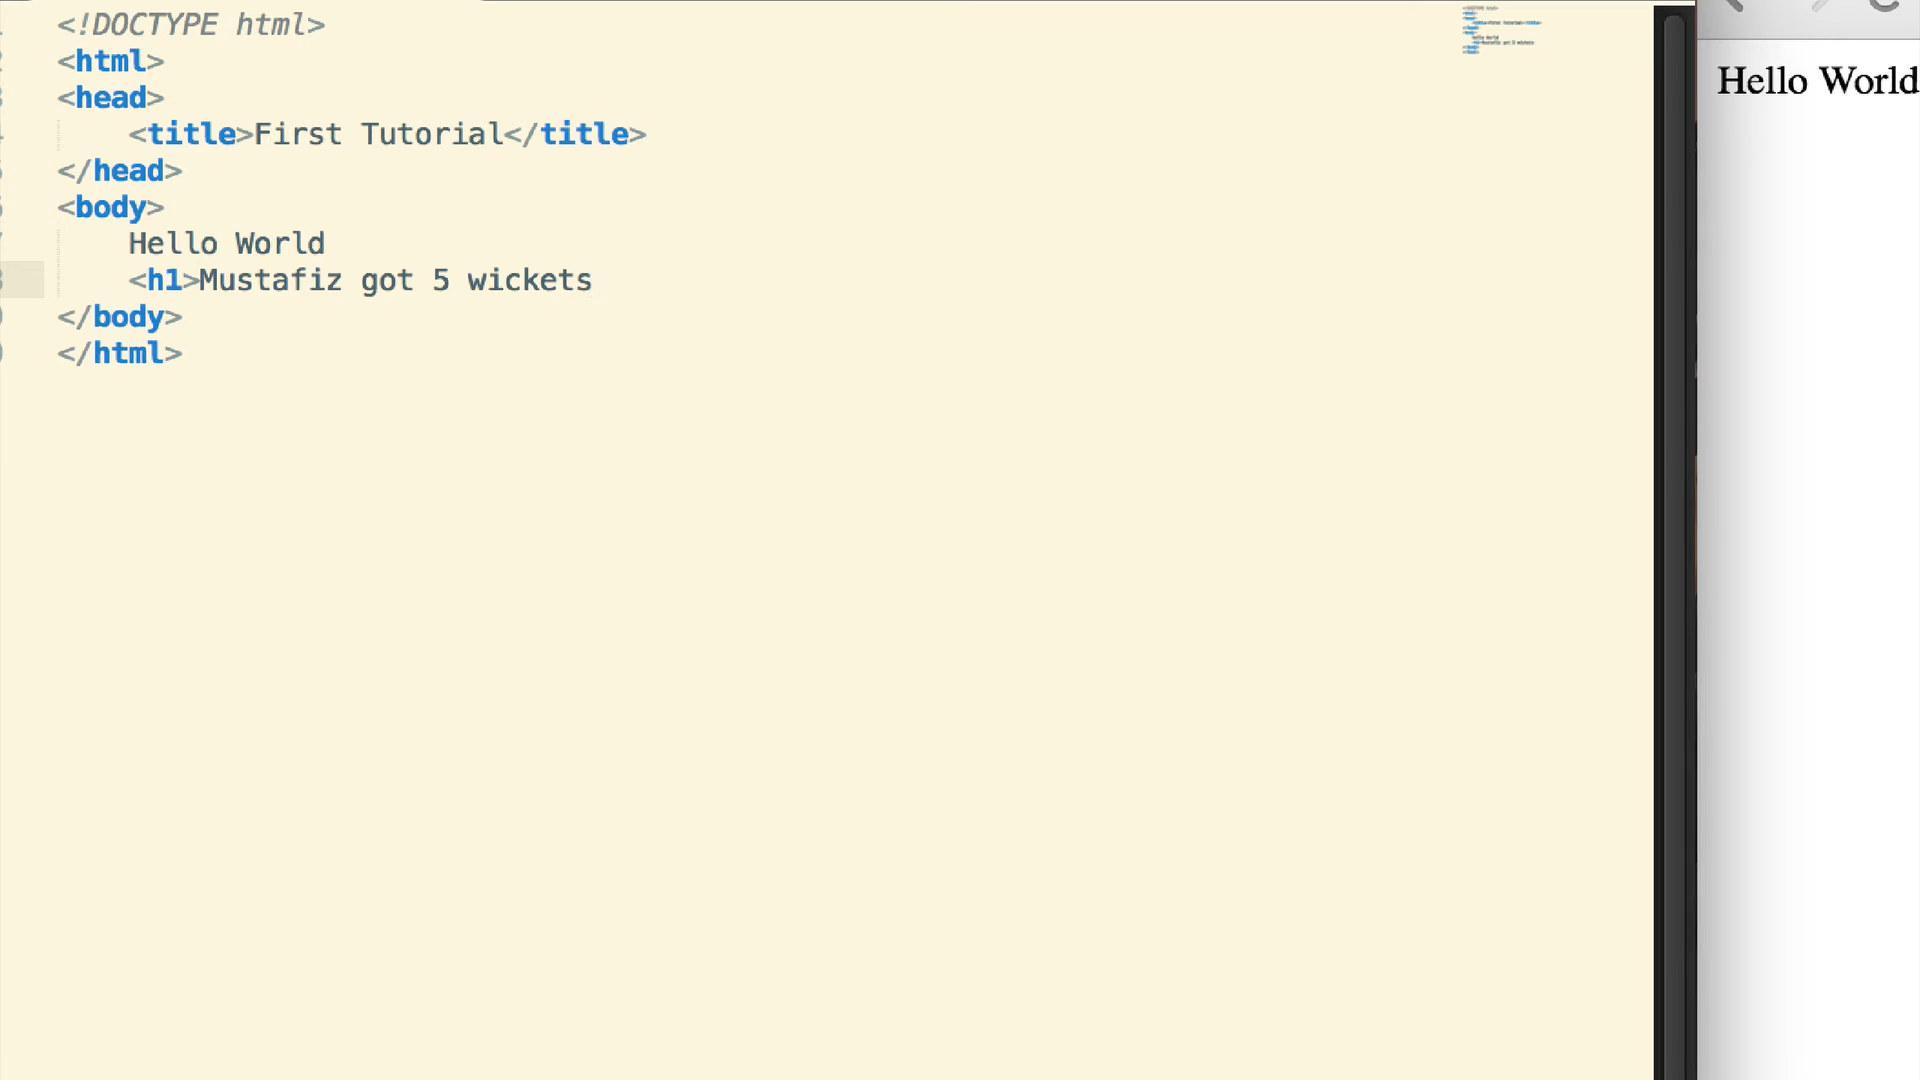 <!DOCTYPE html>
<html>
<head>
    <title>First Tutorial</title>
</head>
<body>
    Hello World
    <h1>Mustafiz got 5 wickets
</body>
</html>
Hello World